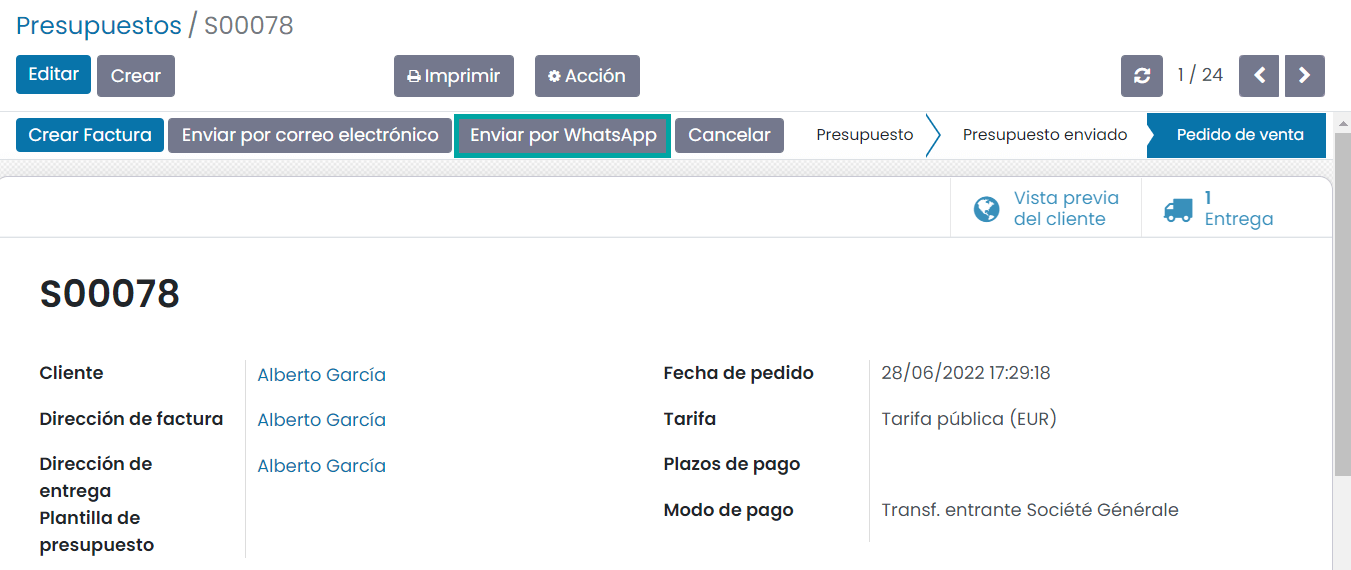 Presupuestos / S00078
Editar Crear Imprimir Acción 1 / 24
Crear Factura Enviar por correo electrónico Enviar por WhatsApp Cancelar Presupuesto Presupuesto enviado Pedido de venta
Vista previa
del cliente
1
Entrega
S00078
Cliente Alberto García
Dirección de factura Alberto García
Dirección de
entrega
Alberto García
Plantilla de
presupuesto
Fecha de pedido 28/06/2022 17:29:18
Tarifa Tarifa pública (EUR)
Plazos de pago
Modo de pago Transf. entrante Société Générale